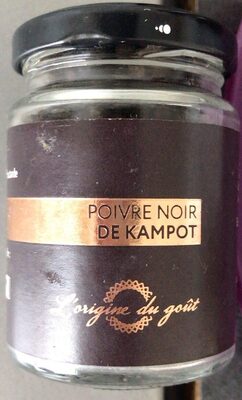 POIVRE NOIR
DE KAMPOT
L'origine du goût